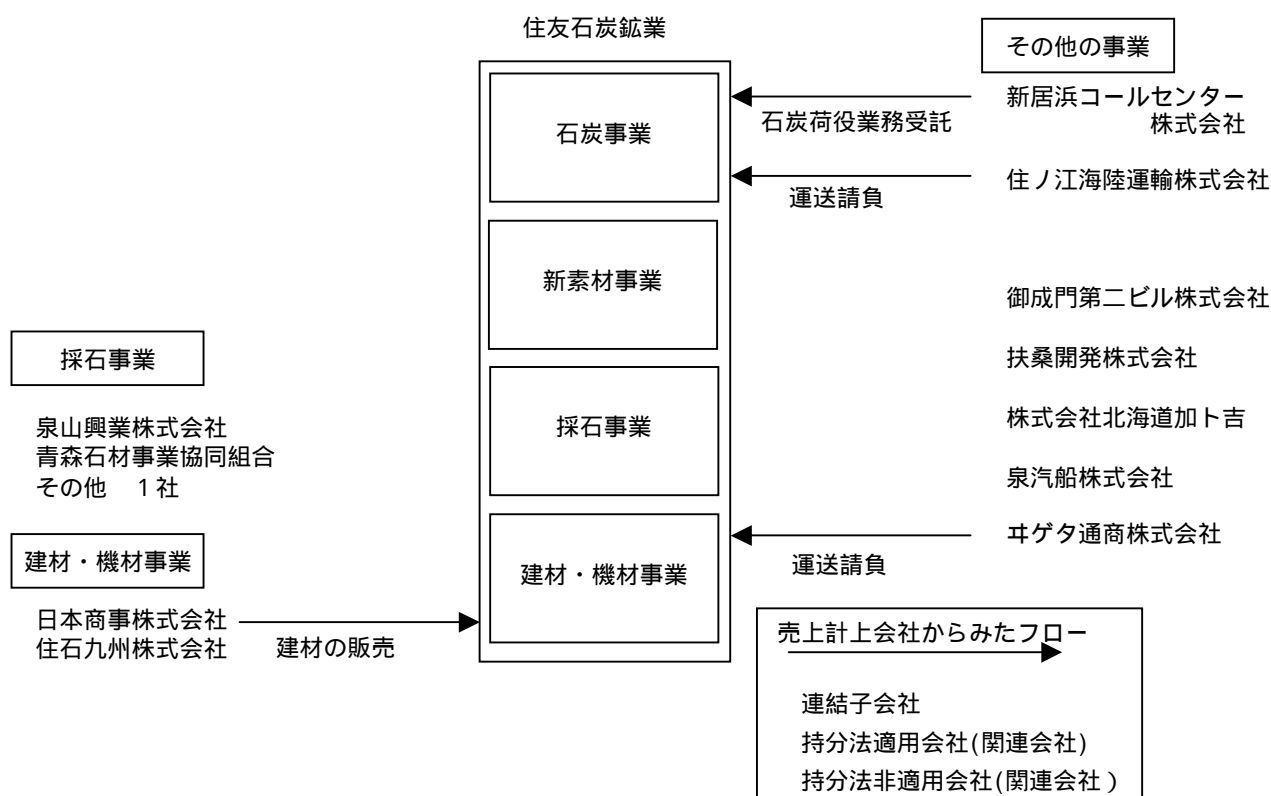 住友石炭鉱業
石炭事業
新素材事業
採石事業
建材・機材事業
その他の事業
新居浜コールセンター
株式会社
石炭荷役業務受託
住ノ江海陸運輸株式会社
運送請負
御成門第二ビル株式会社
扶桑開発株式会社
株式会社北海道加ト吉
泉汽船株式会社
ヰゲタ通商株式会社
運送請負
採石事業
泉山興業株式会社
青森石材事業協同組合
その他　１社
建材・機材事業
日本商事株式会社
住石九州株式会社
建材の販売
売上計上会社からみたフロー
連結子会社
持分法適用会社(関連会社)
持分法非適用会社(関連会社）